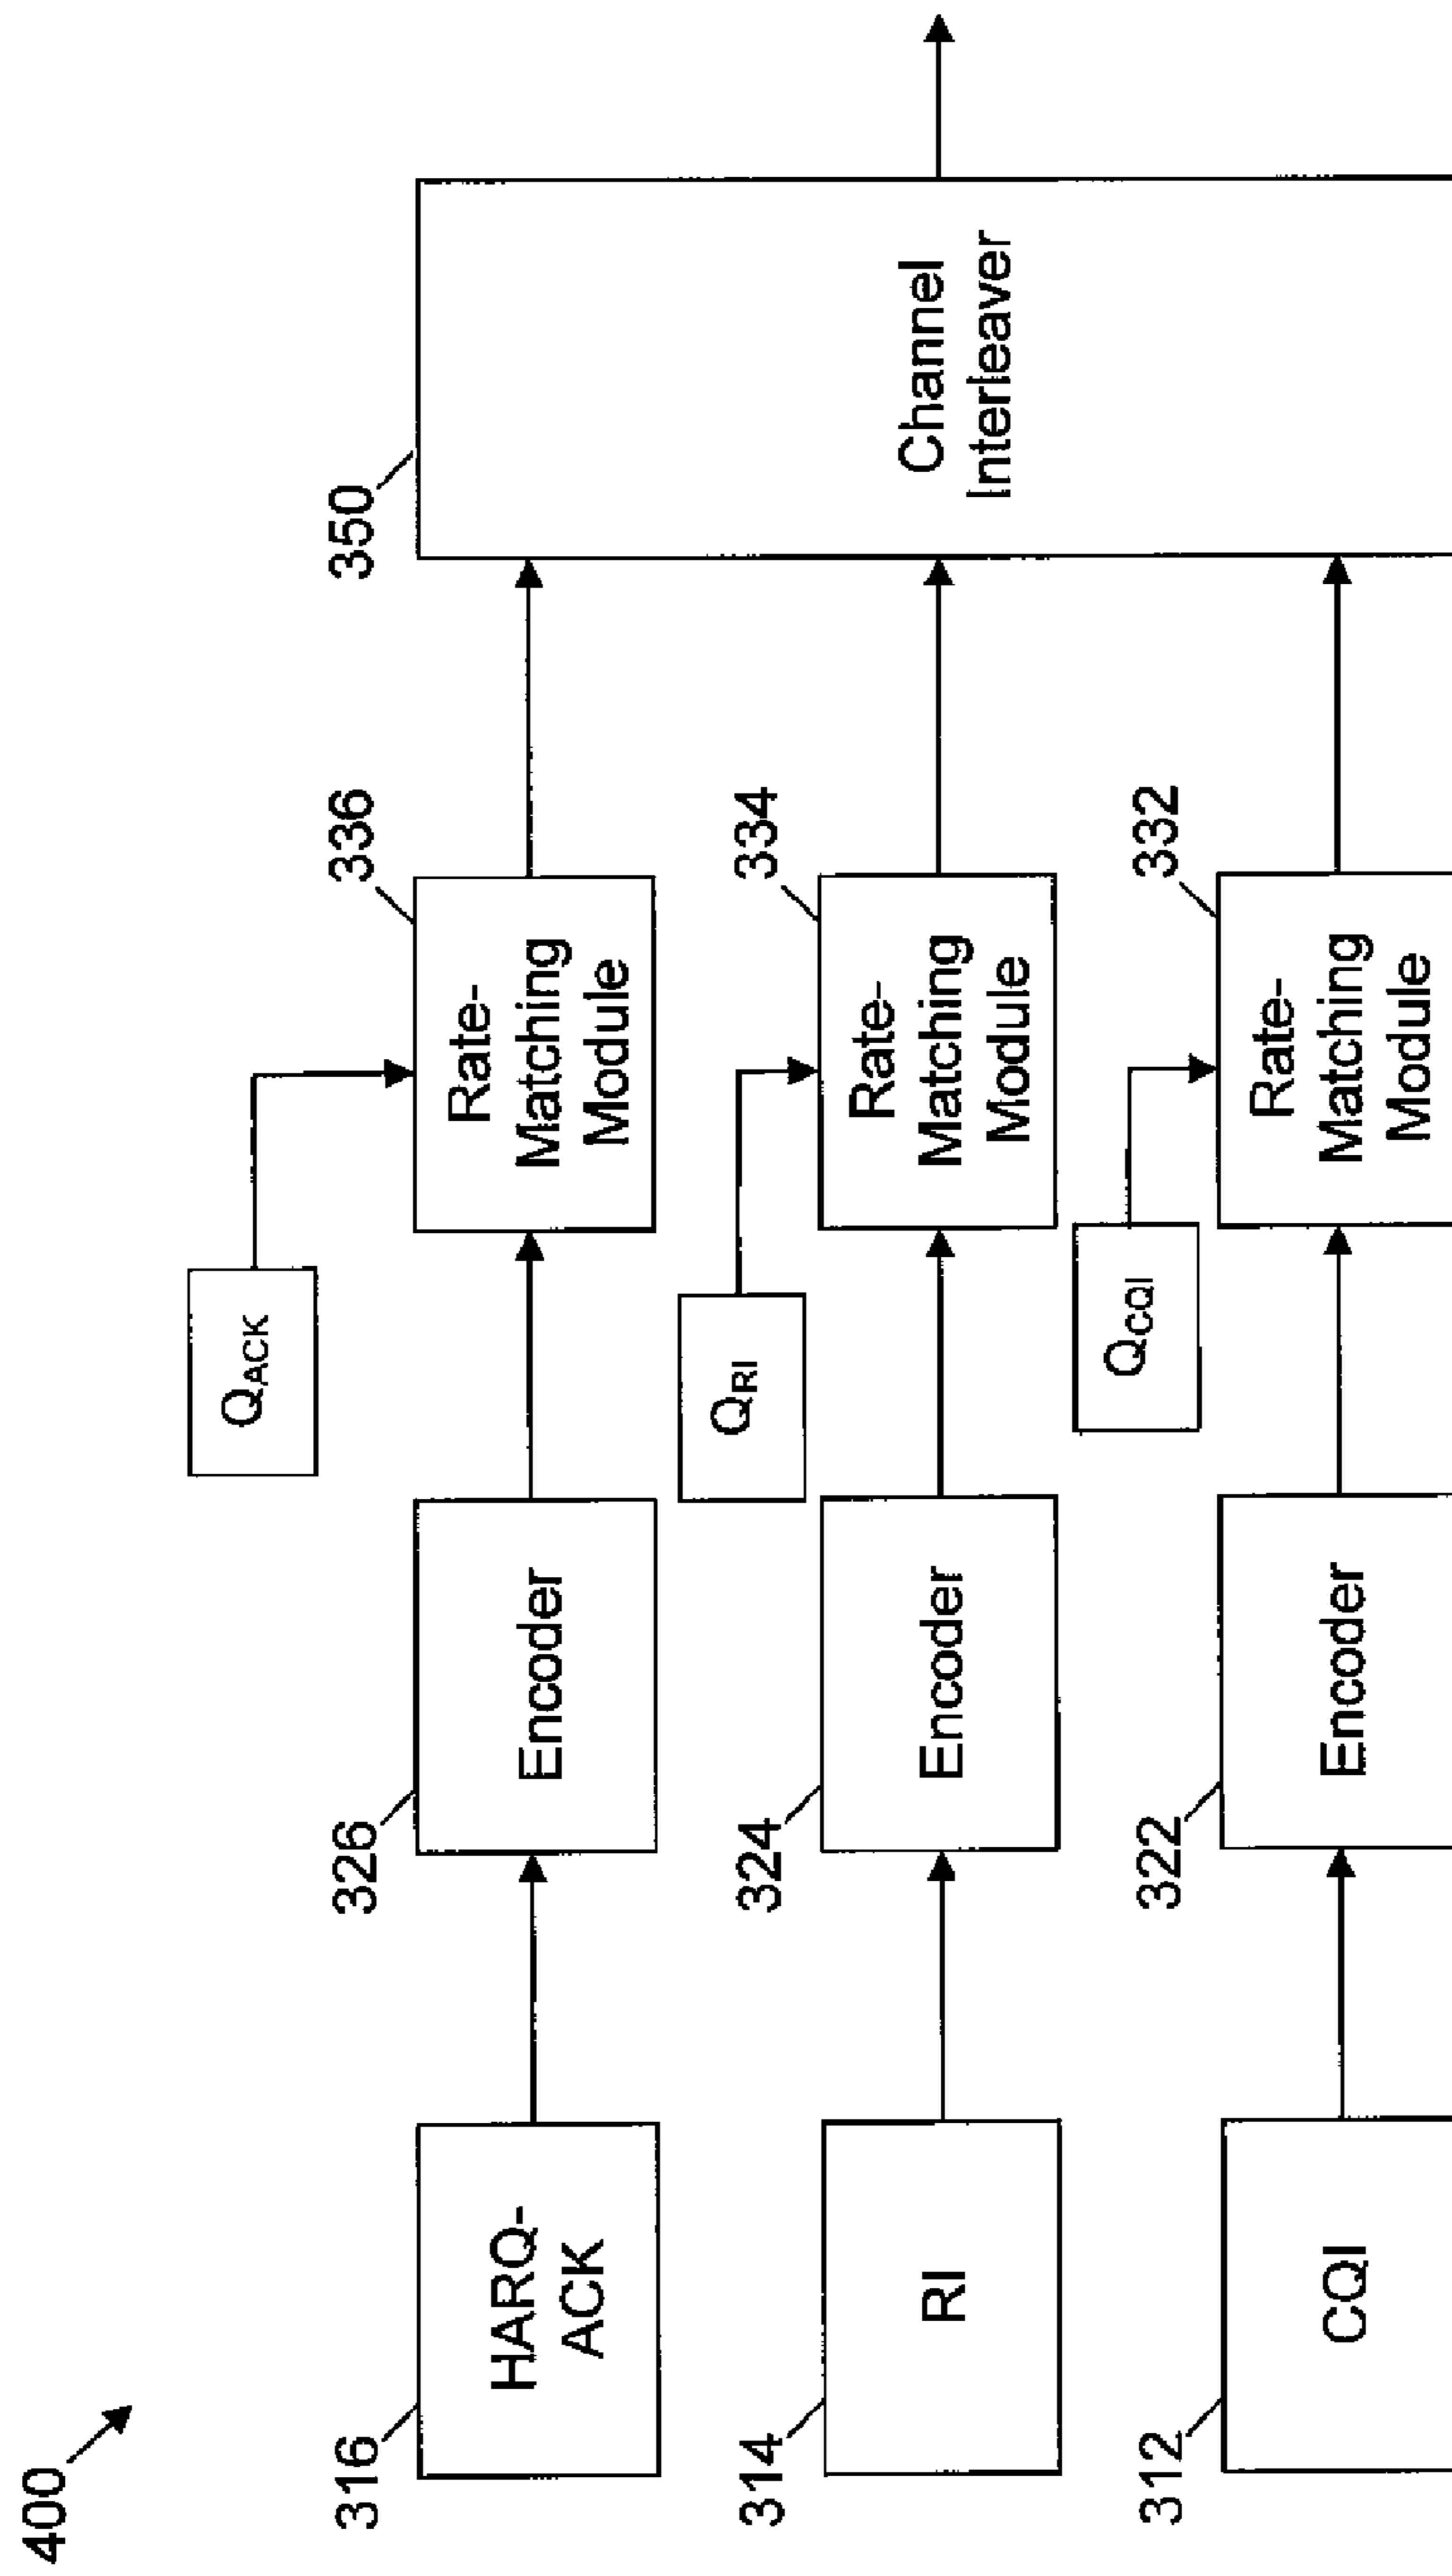 400
316
HARQ-
ACK
326
Encoder
QACK
336
Rate-
Matching
Module
350
Channel
Interleaver
314
RI
324
Encoder
QRI
334
Rate-
Matching
Module
312
CQI
322
Encoder
QCQI
332
Rate-
Matching
Module